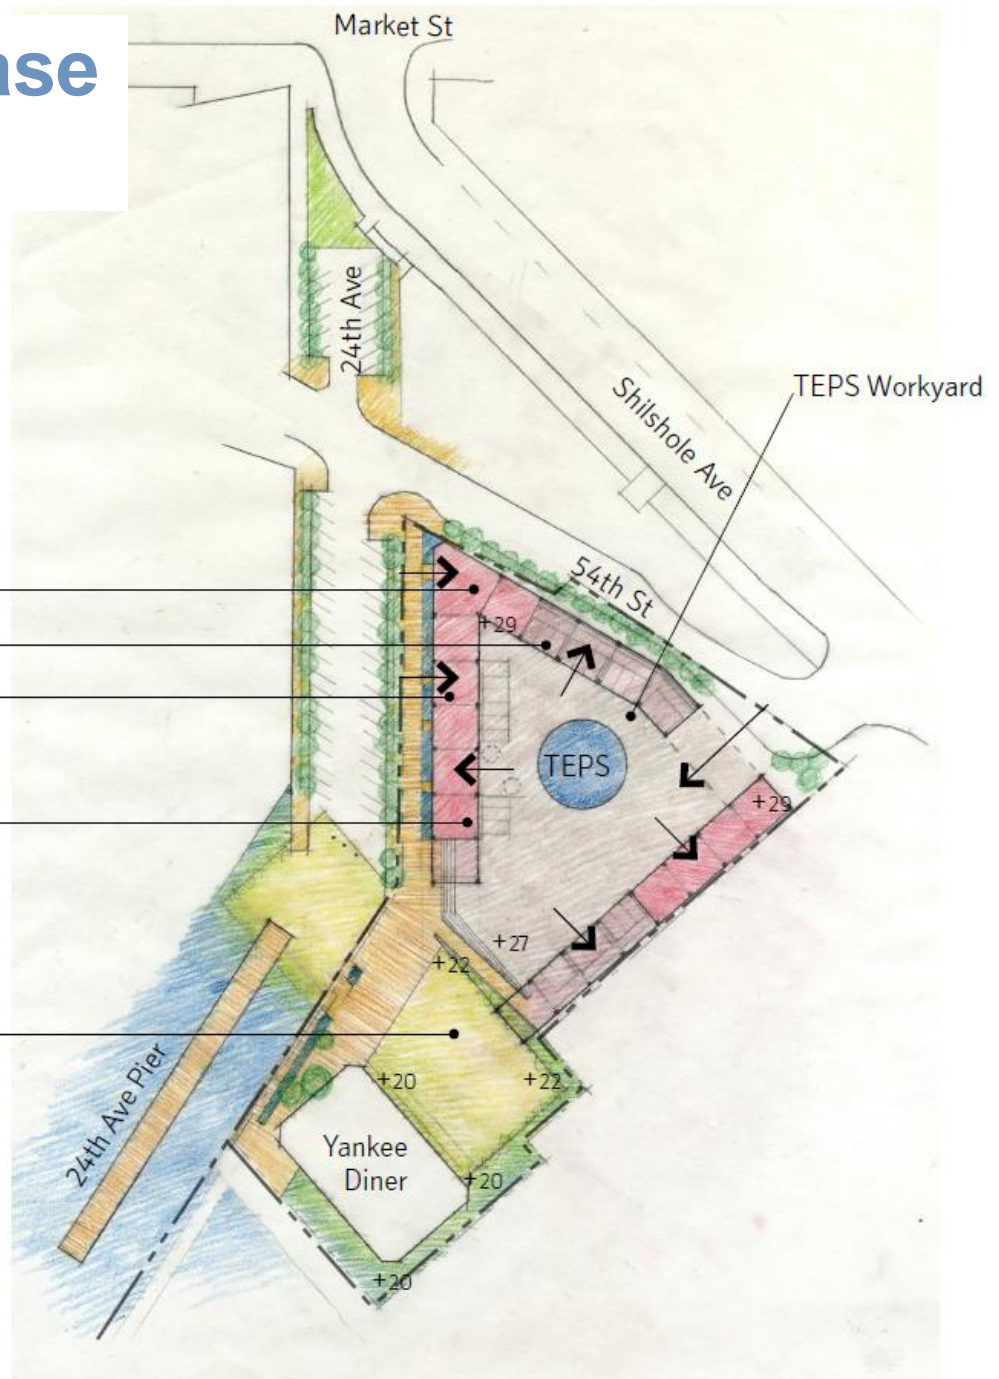 Market St
ase
24th Ave
TEPS Workyard
Shilshole Ave
54th St
+29
TEPS
+29
+27
+22
+20
+22
24th Ave Pier
Yankee
Diner
+20
+20